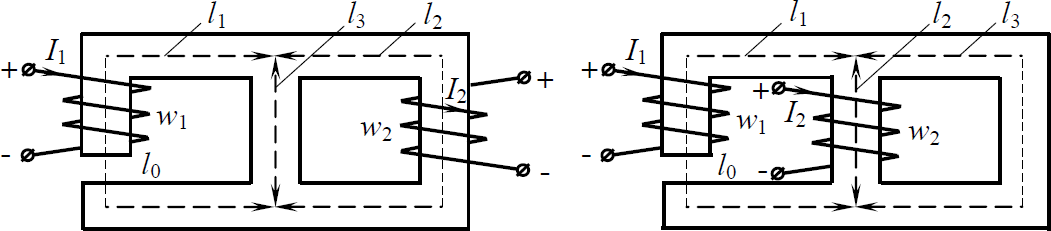 l1 l3 l2
I1
+
+
I2
w1
w2
-
l0
-
l1 l2 l3
I1
+
+
I2
w1
w2
-
l0
-